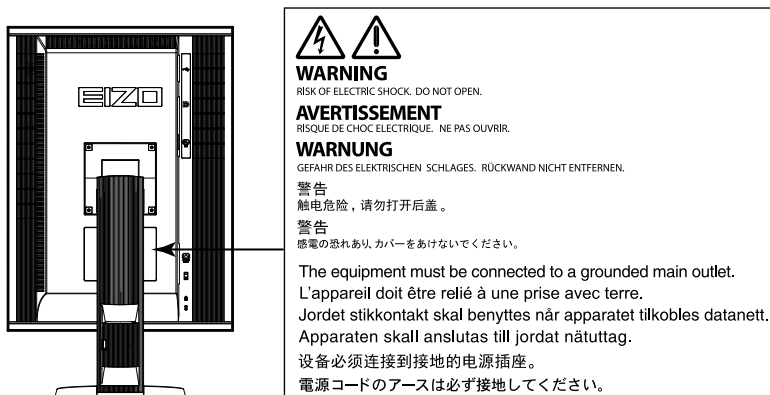 EIZO
WARNING
RISK OF ELECTRIC SHOCK. DO NOT OPEN.
AVERTISSEMENT
RISQUE DE CHOC ELECTRIQUE. NE PAS OUVRIR.
WARNUNG
GEFAHR DES ELEKTRISCHEN SCHLAGES. RÜCKWAND NICHT ENTFERNEN.
警告
触电危险，请勿打开后盖。
警告
感電の恐れあり、カバーをあけないでください。
The equipment must be connected to a grounded main outlet.
L'appareil doit être relié à une prise avec terre.
Jordet stikkontakt skal benyttes når apparatet tilkobles datanett.
Apparaten skall anslutas till jordat nätuttag.
设备必须连接到接地的电源插座。
電源コードのアースは必ず接地してください。